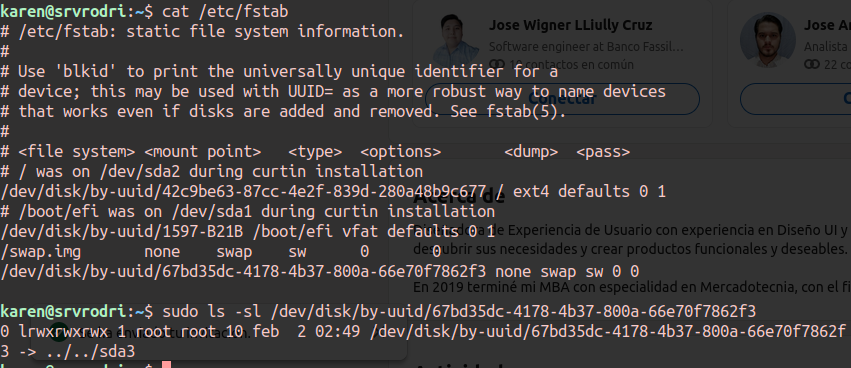 karen@srvrodri:~$ cat /etc/fstab
# /etc/fstab: static file system information.
#
# Use 'blkid' to print the universally unique identifier for a
# device; this may be used with UUID= as a more robust way to name devices
# that works even if disks are added and removed. See fstab(5).
#
# <file system> <mount point>   <type>  <options>       <dump>  <pass>
# / was on /dev/sda2 during curtin installation
/dev/disk/by-uuid/42c9be63-87cc-4e2f-839d-280a48b9c677 / ext4 defaults 0 1
# /boot/efi was on /dev/sda1 during curtin installation
/dev/disk/by-uuid/1597-B21B /boot/efi vfat defaults 0 1
/swap.img       none    swap    sw      0       0
/dev/disk/by-uuid/67bd35dc-4178-4b37-800a-66e70f7862f3 none swap sw 0 0
karen@srvrodri:~$ sudo ls -sl /dev/disk/by-uuid/67bd35dc-4178-4b37-800a-66e70f7862f3
0 lrwxrwxrwx 1 root root 10 feb  2 02:49 /dev/disk/by-uuid/67bd35dc-4178-4b37-800a-66e70f7862f
3 -> ../../sda3
karen@srvrodri:~$
Jose Wigner LLiully Cruz
Software engineer at Banco Fassil...
contactos en común
Conectar
Jose An
Analista
22 co
Acerca de
de Experiencia de Usuario con experiencia en Diseño UI y
descubrir sus necesidades y crear productos funcionales y deseables.
En 2019 terminé mi MBA con especialidad en Mercadotecnia, con el fi